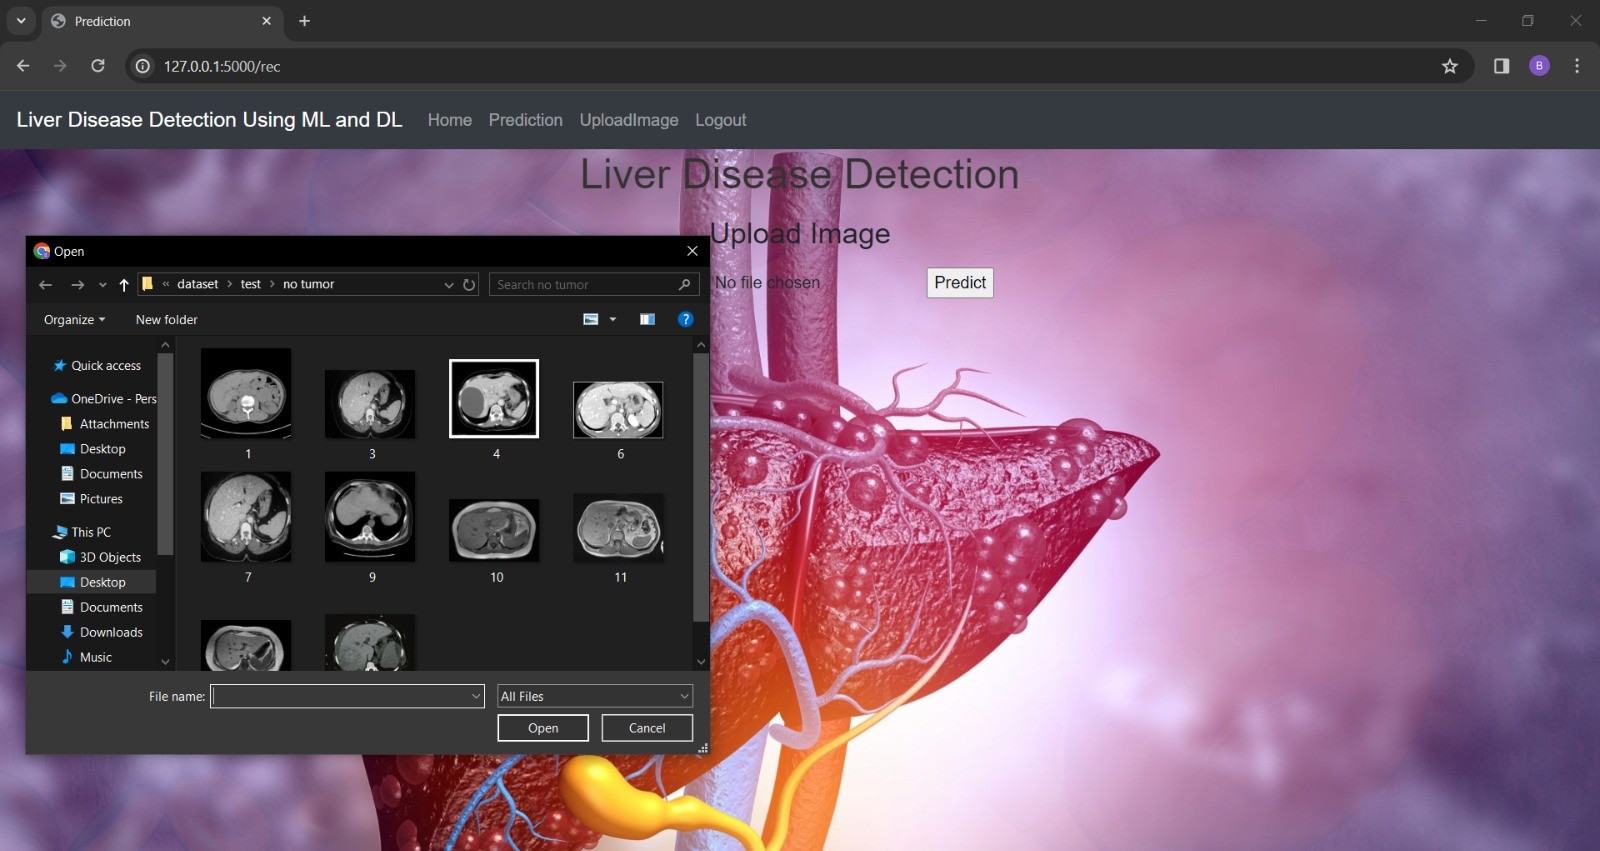 Prediction
127.0.0.1:5000/rec
B
Liver Disease Detection Using ML and DL Home Prediction UploadImage Logout
Liver Disease Detection
Upload Image
No file chosen Predict
Open
« dataset > test > no tumor
Search no tumor
Organize New folder
?
Quick access
OneDrive - Pers
Attachments
Desktop
Documents
Pictures
This PC
3D Objects
Desktop
Documents
Downloads
Music
1 3 4 6
7 9 10 11
File name: All Files
Open Cancel